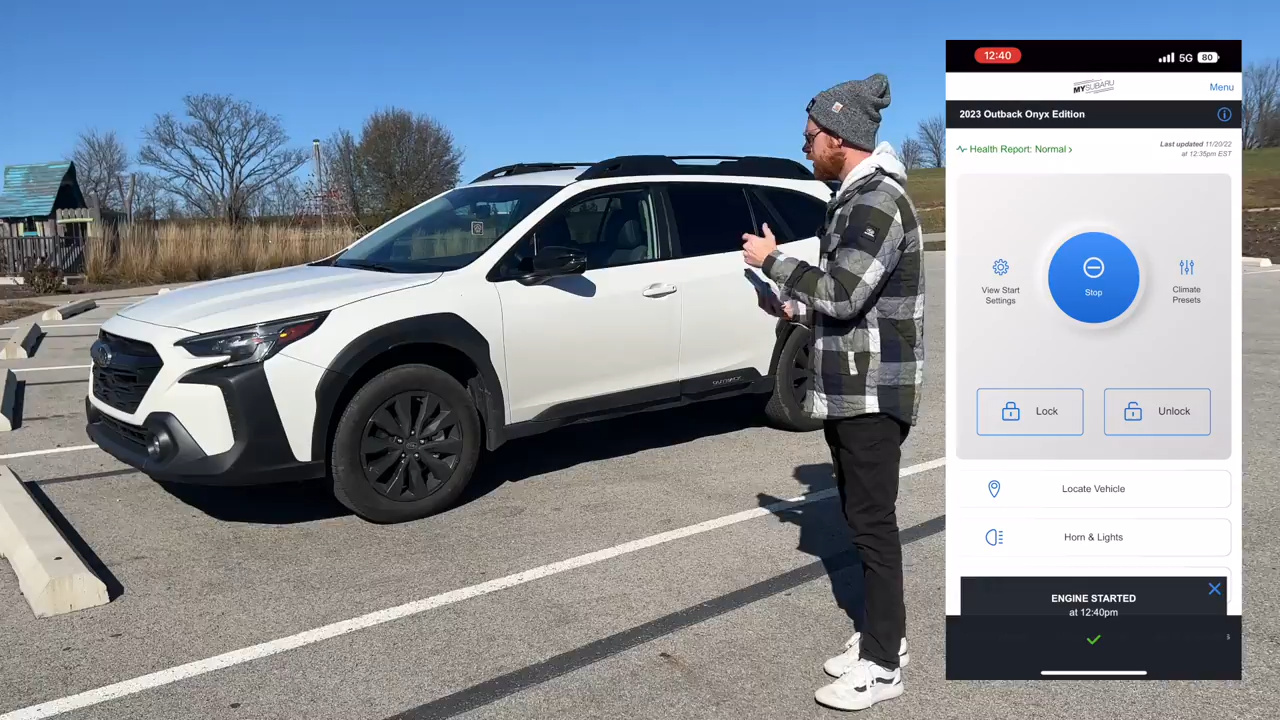 12:40
5G 80
MYSUBARU
Menu
2023 Outback Onyx Edition
Health Report: Normal ›
Last updated 11/20/22
at 12:35pm EST
View Start
Settings
Stop
Climate
Presets
Lock
Unlock
Locate Vehicle
Horn & Lights
ENGINE STARTED
at 12:40pm
OUTBACK